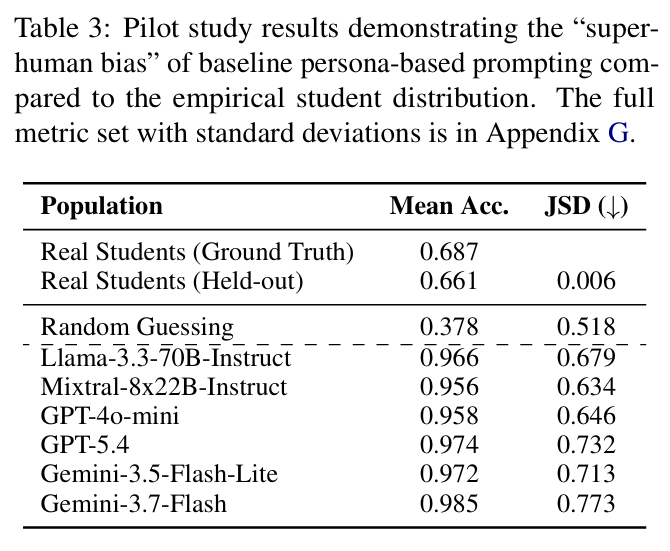 Table 3: Pilot study results demonstrating the “super-
human bias” of baseline persona-based prompting com-
pared to the empirical student distribution. The full
metric set with standard deviations is in Appendix G.
Population Mean Acc. JSD (↓)
Real Students (Ground Truth) 0.687
Real Students (Held-out) 0.661 0.006
Random Guessing 0.378 0.518
Llama-3.3-70B-Instruct 0.966 0.679
Mixtral-8x22B-Instruct 0.956 0.634
GPT-4o-mini 0.958 0.646
GPT-5.4 0.974 0.732
Gemini-3.5-Flash-Lite 0.972 0.713
Gemini-3.7-Flash 0.985 0.773